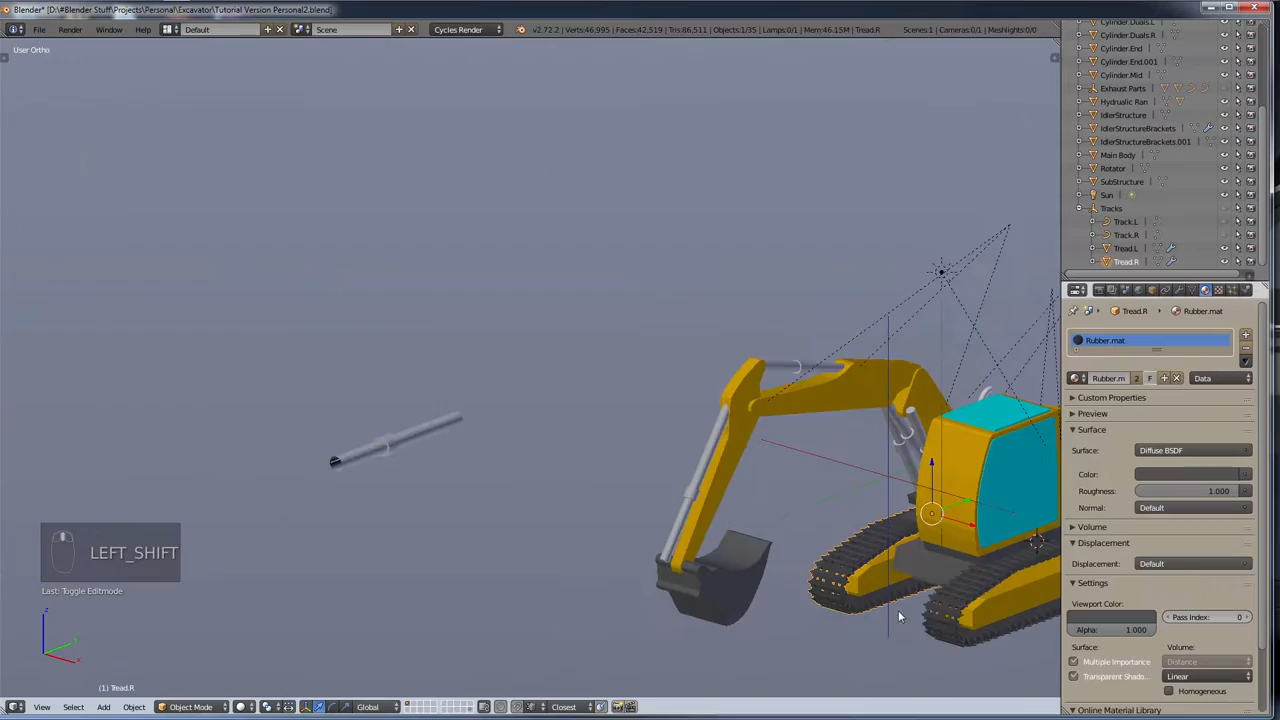 Blender* [D:\#Blender Stuff\Projects\Personal\Excavator\Tutorial Version Personal2.blend]
File Render Window Help Default Scene Cycles Render v2.72.2 | Verts:46,995 | Faces:42,519 | Tris:86,511 | Objects:1/35 | Lamps:0/1 | Mem:46.15M | Tread.R Scenes:1 | Cameras:0/1 | Meshlights:0/0
User Ortho
Cylinder.Duals.L
Cylinder.Duals.R
Cylinder.End
Cylinder.End.001
Cylinder.Mid
Exhaust Parts
Hydrualic Ran
IdlerStructure
IdlerStructureBrackets
IdlerStructureBrackets.001
Main Body
Rotator
SubStructure
Sun
Tracks
Track.L
Track.R
Tread.L
Tread.R
Tread.R Rubber.mat
Rubber.mat
Rubber.m 2 F Data
Custom Properties
Preview
Surface
Surface: Diffuse BSDF
Color:
Roughness: 1.000
Normal: Default
Volume
Displacement
Displacement: Default
Settings
Viewport Color: Pass Index: 0
Alpha: 1.000
Surface: Volume:
Multiple Importance Distance
Transparent Shado... Linear
Homogeneous
Online Material Library
LEFT_SHIFT
Last: Toggle Editmode
z
y
x
(1) Tread.R
View Select Add Object Object Mode Global Closest